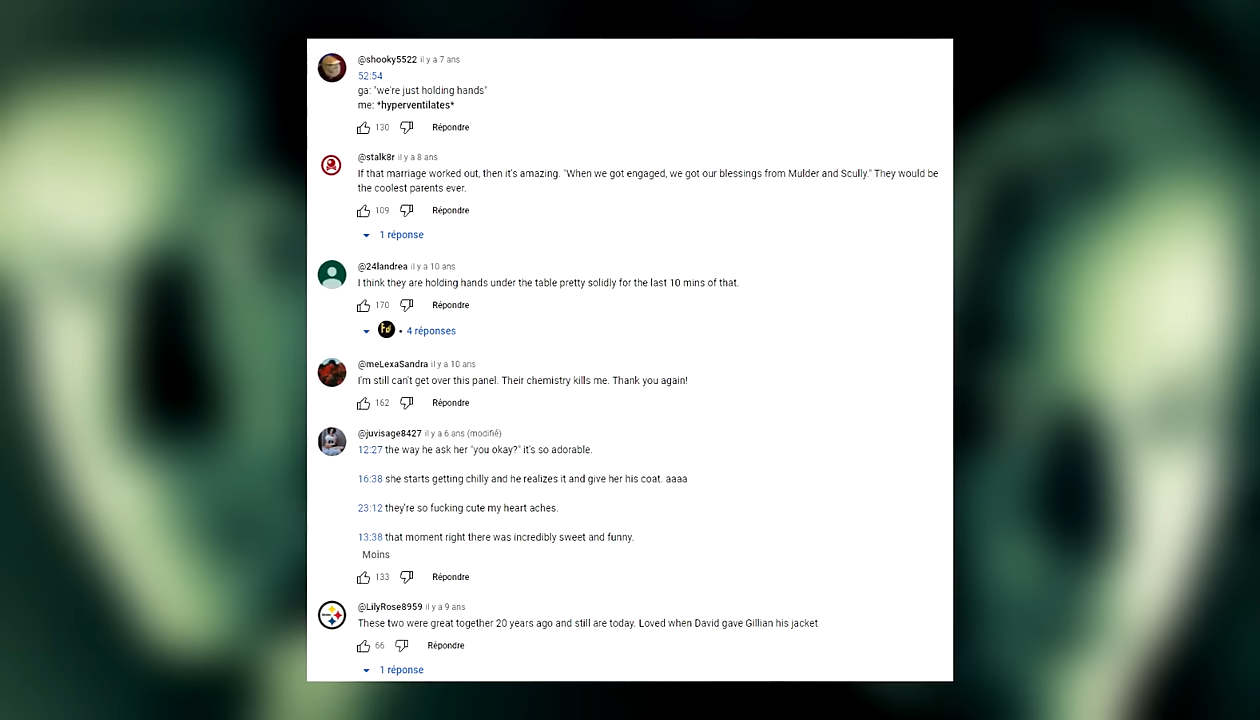 @shooky5522 il y a 7 ans
52:54
ga: "we're just holding hands"
me: *hyperventilates*
130 Répondre
@stalk8r il y a 8 ans
If that marriage worked out, then it's amazing. "When we got engaged, we got our blessings from Mulder and Scully." They would be
the coolest parents ever.
109 Répondre
1 réponse
@24landrea il y a 10 ans
I think they are holding hands under the table pretty solidly for the last 10 mins of that.
170 Répondre
• 4 réponses
@meLexaSandra il y a 10 ans
I'm still can't get over this panel. Their chemistry kills me. Thank you again!
162 Répondre
@juvisage8427 il y a 6 ans (modifié)
12:27 the way he ask her "you okay?" it's so adorable.
16:38 she starts getting chilly and he realizes it and give her his coat. aaaa
23:12 they're so fucking cute my heart aches.
13:38 that moment right there was incredibly sweet and funny.
Moins
133 Répondre
@LilyRose8959 il y a 9 ans
These two were great together 20 years ago and still are today. Loved when David gave Gillian his jacket
66 Répondre
1 réponse